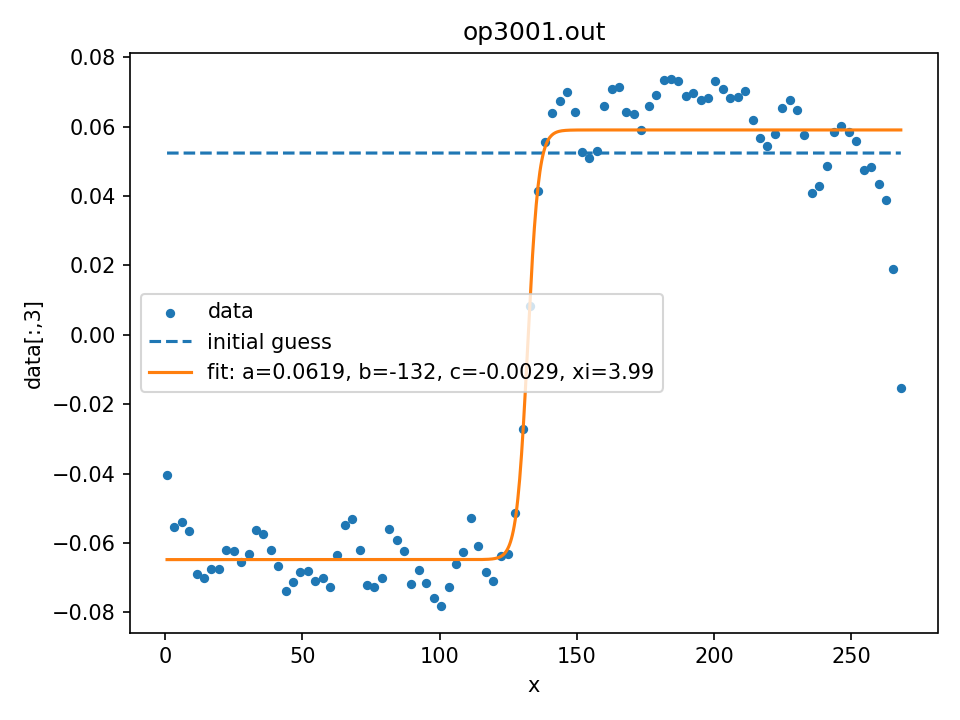 op3001.out
0.08
0.06
0.04
0.02
0.00
−0.02
−0.04
−0.06
−0.08
data[:,3]
data
initial guess
fit: a=0.0619, b=-132, c=-0.0029, xi=3.99
0 50 100 150 200 250
x